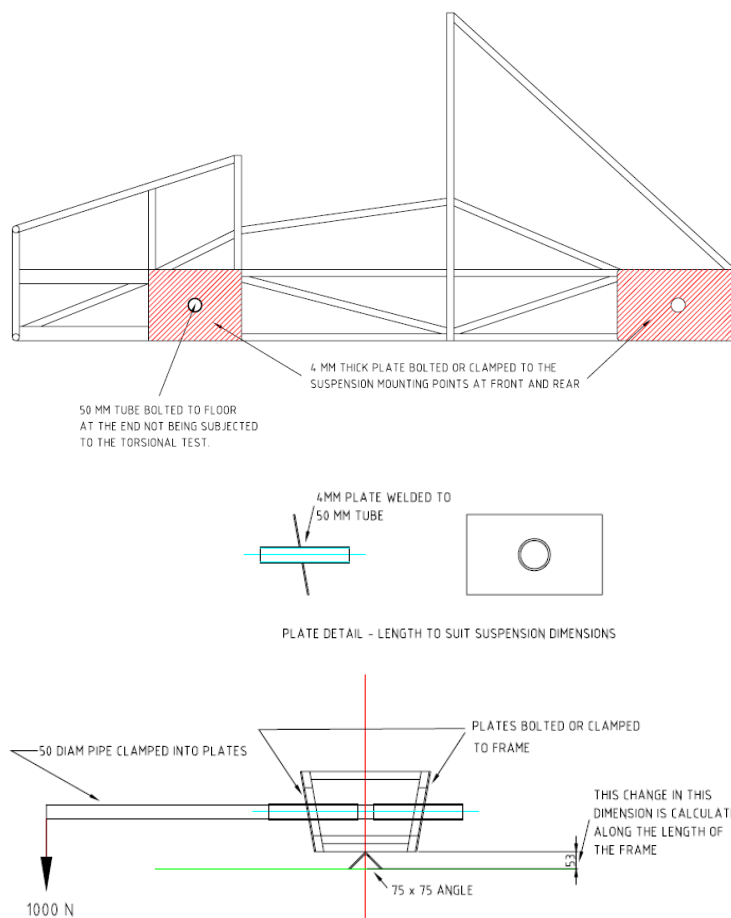 4 MM THICK PLATE BOLTED OR CLAMPED TO THE
SUSPENSION MOUNTING POINTS AT FRONT AND REAR
50 MM TUBE BOLTED TO FLOOR
AT THE END NOT BEING SUBJECTED
TO THE TORSIONAL TEST.
4MM PLATE WELDED TO
50 MM TUBE
PLATE DETAIL - LENGTH TO SUIT SUSPENSION DIMENSIONS
50 DIAM PIPE CLAMPED INTO PLATES
PLATES BOLTED OR CLAMPED
TO FRAME
THIS CHANGE IN THIS
DIMENSION IS CALCULAT
ALONG THE LENGTH OF
THE FRAME
53
75 x 75 ANGLE
1000 N